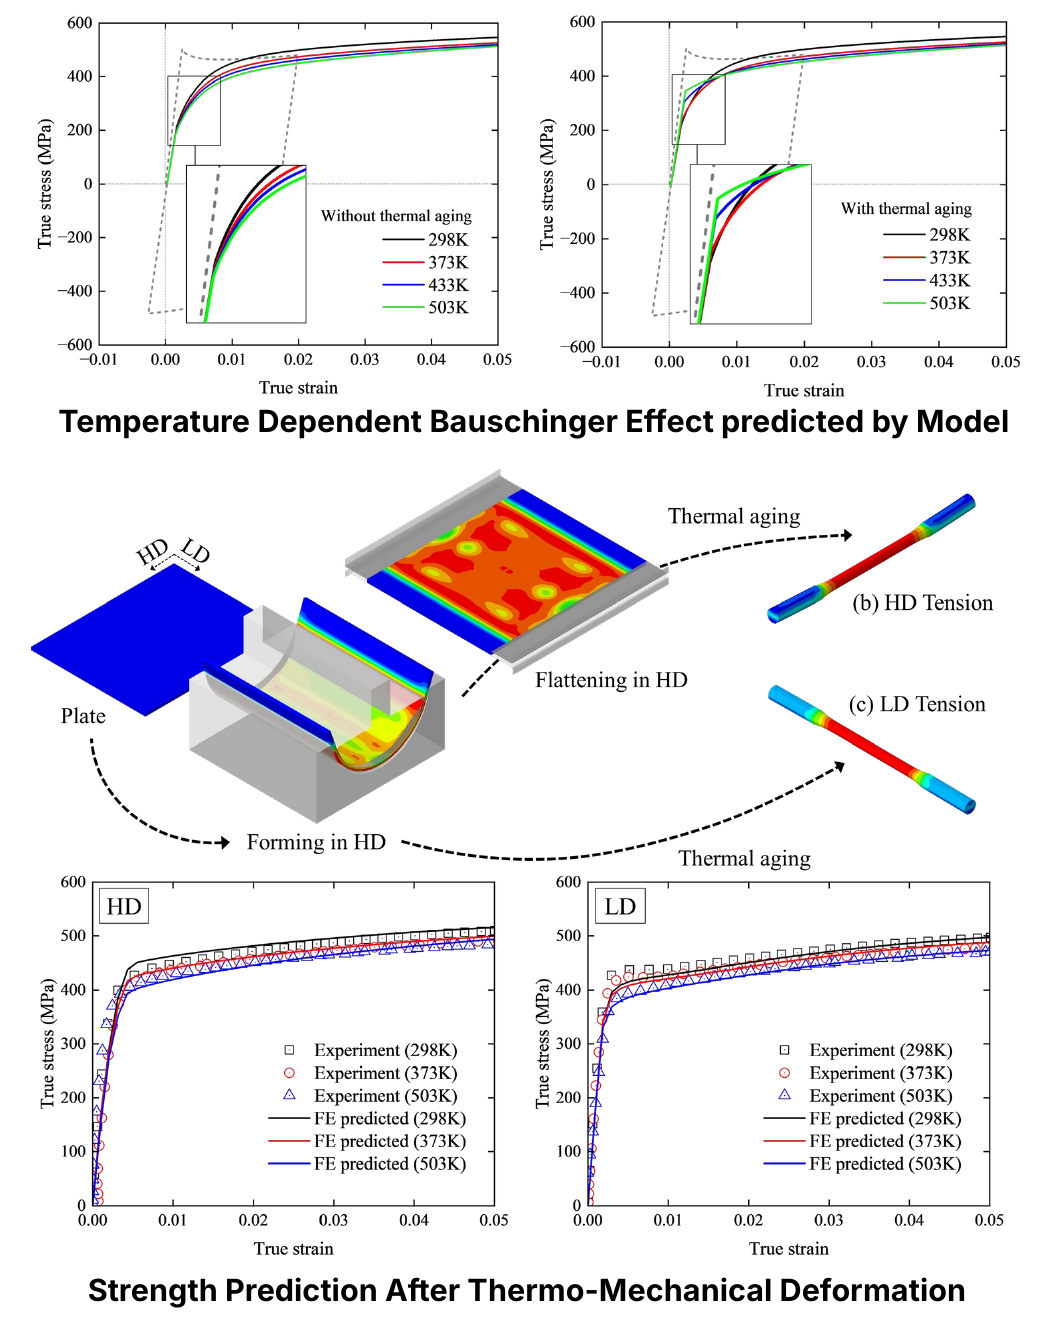 600
400
200
0
−200
−400
−600
−0.01
0.00
0.01
0.02
0.03
0.04
0.05
True stress (MPa)
True strain
Without thermal aging
298K
373K
433K
503K
600
400
200
0
−200
−400
−600
−0.01
0.00
0.01
0.02
0.03
0.04
0.05
True stress (MPa)
True strain
With thermal aging
298K
373K
433K
503K
Temperature Dependent Bauschinger Effect predicted by Model
HD
LD
Plate
Forming in HD
Flattening in HD
Thermal aging
(b) HD Tension
(c) LD Tension
Thermal aging
600
500
400
300
200
100
0
0.00
0.01
0.02
0.03
0.04
0.05
True stress (MPa)
True strain
HD
Experiment (298K)
Experiment (373K)
Experiment (503K)
FE predicted (298K)
FE predicted (373K)
FE predicted (503K)
600
500
400
300
200
100
0
0.00
0.01
0.02
0.03
0.04
0.05
True stress (MPa)
True strain
LD
Experiment (298K)
Experiment (373K)
Experiment (503K)
FE predicted (298K)
FE predicted (373K)
FE predicted (503K)
Strength Prediction After Thermo-Mechanical Deformation